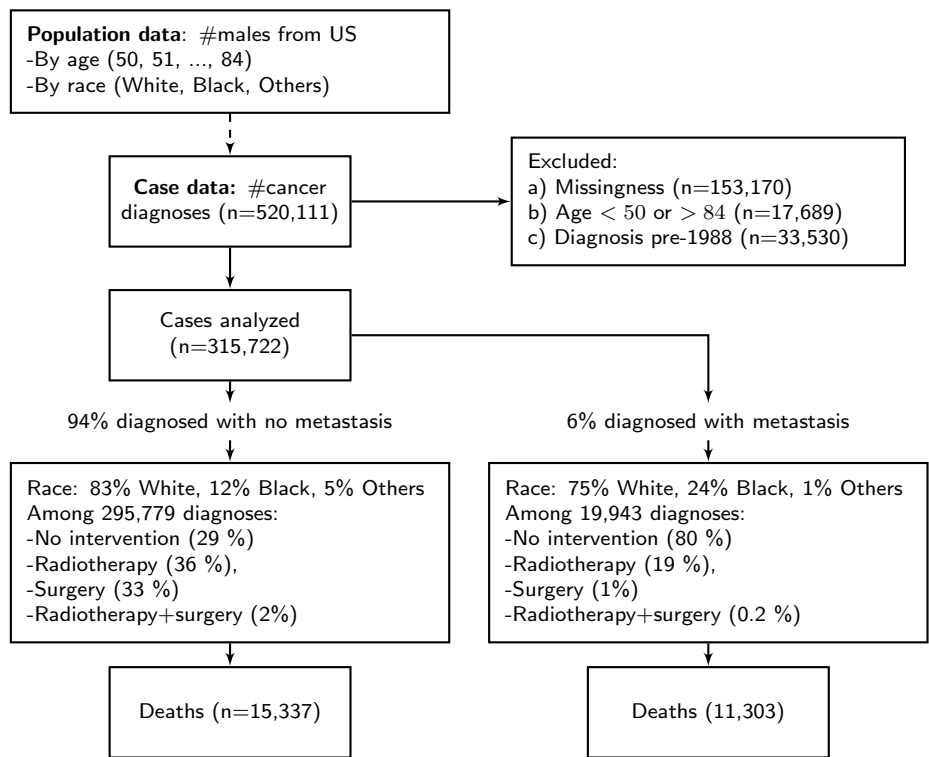 Population data: #males from US
-By age (50, 51, ..., 84)
-By race (White, Black, Others)
Case data: #cancer
diagnoses (n=520,111)
Excluded:
a) Missingness (n=153,170)
b) Age < 50 or > 84 (n=17,689)
c) Diagnosis pre-1988 (n=33,530)
Cases analyzed
(n=315,722)
94% diagnosed with no metastasis
6% diagnosed with metastasis
Race: 83% White, 12% Black, 5% Others
Among 295,779 diagnoses:
-No intervention (29 %)
-Radiotherapy (36 %),
-Surgery (33 %)
-Radiotherapy+surgery (2%)
Race: 75% White, 24% Black, 1% Others
Among 19,943 diagnoses:
-No intervention (80 %)
-Radiotherapy (19 %),
-Surgery (1%)
-Radiotherapy+surgery (0.2 %)
Deaths (n=15,337)
Deaths (11,303)